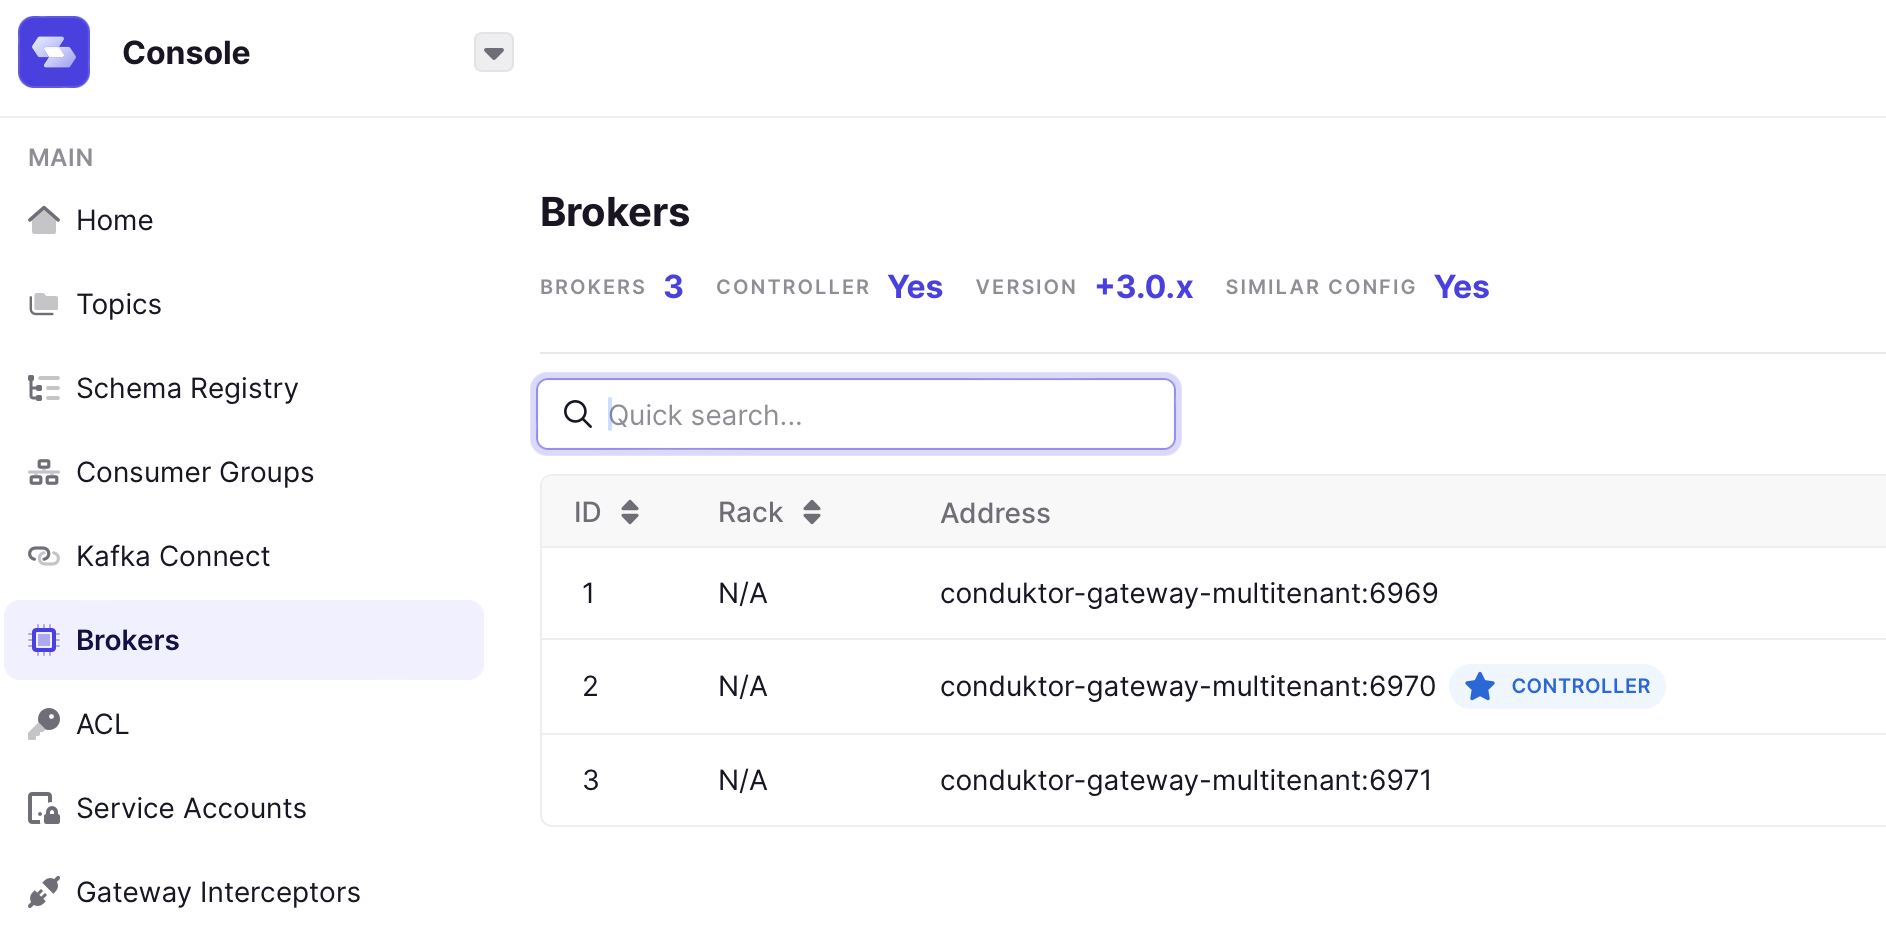 Console
MAIN
Home
Topics
Schema Registry
Consumer Groups
Kafka Connect
Brokers
ACL
Service Accounts
Gateway Interceptors
Brokers
BROKERS 3 CONTROLLER Yes VERSION +3.0.x SIMILAR CONFIG Yes
Quick search...
ID Rack Address
1 N/A conduktor-gateway-multitenant:6969
2 N/A conduktor-gateway-multitenant:6970 CONTROLLER
3 N/A conduktor-gateway-multitenant:6971